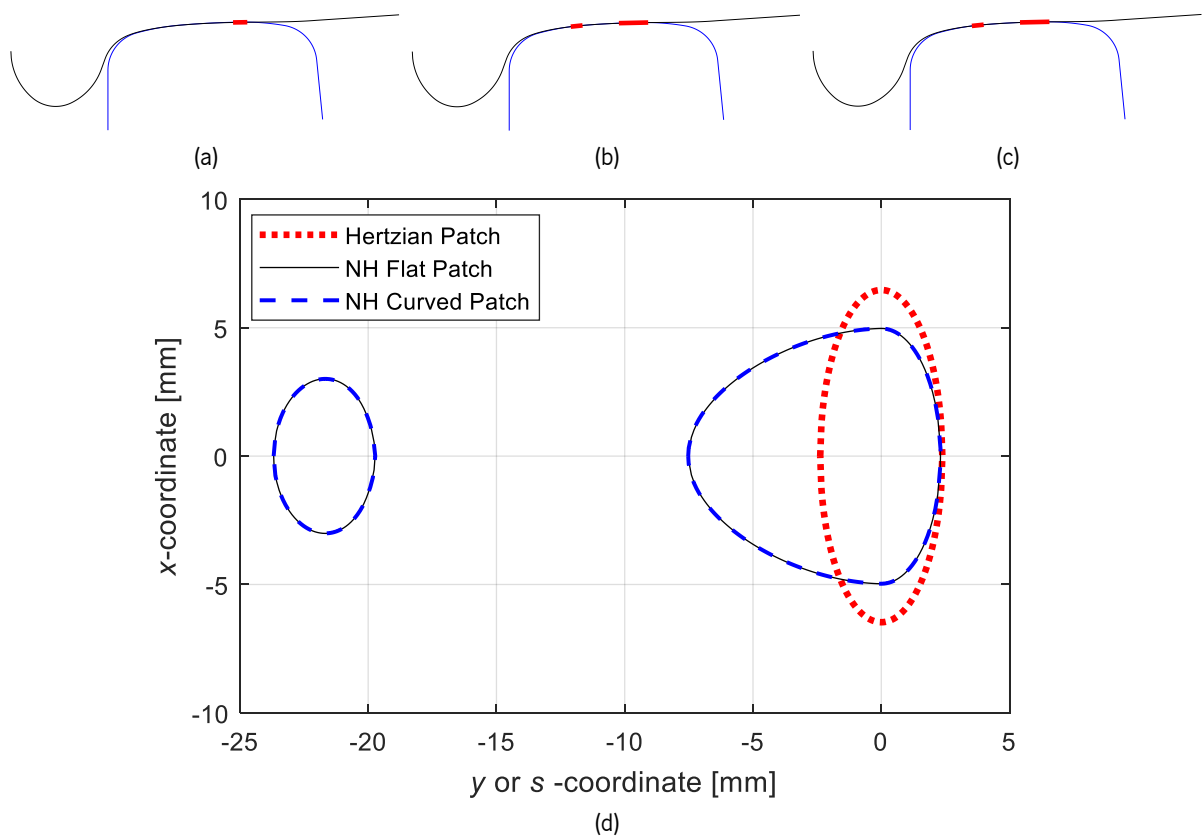 (a)
(b)
(c)
10
5
0
-5
-10
x-coordinate [mm]
Hertzian Patch
NH Flat Patch
NH Curved Patch
-25 -20 -15 -10 -5 0 5
y or s -coordinate [mm]
(d)